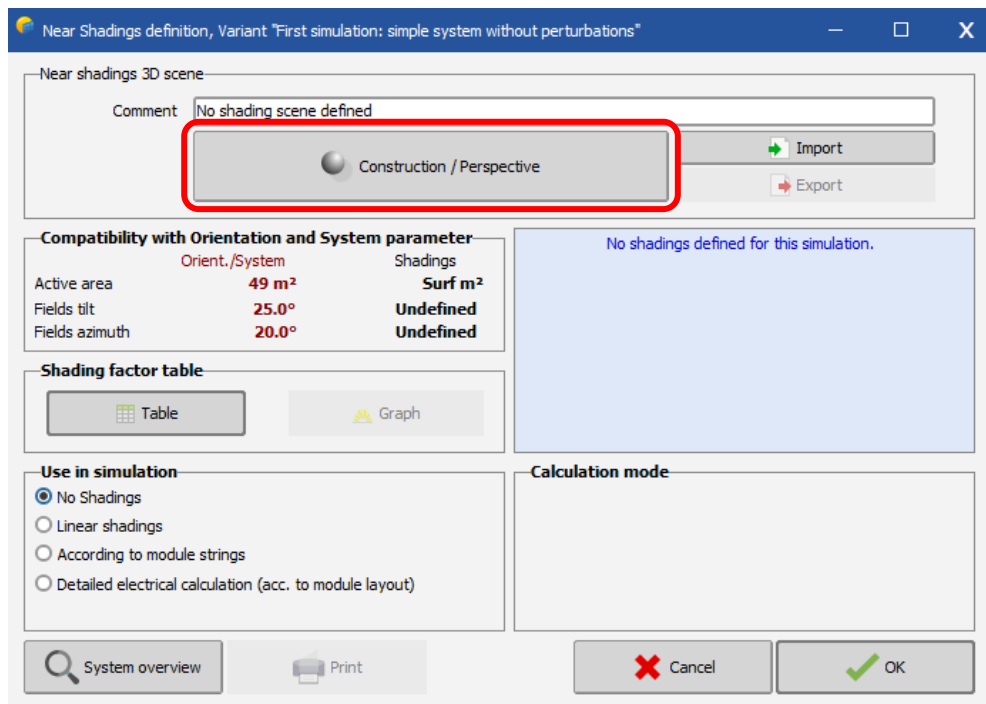 Near Shadings definition, Variant "First simulation: simple system without perturbations"
Near shadings 3D scene
Comment No shading scene defined
Construction / Perspective
Import
Export
Compatibility with Orientation and System parameter
Orient./System Shadings
Active area 49 m² Surf m²
Fields tilt 25.0° Undefined
Fields azimuth 20.0° Undefined
No shadings defined for this simulation.
Shading factor table
Table Graph
Use in simulation
No Shadings
Linear shadings
According to module strings
Detailed electrical calculation (acc. to module layout)
Calculation mode
System overview Print Cancel OK